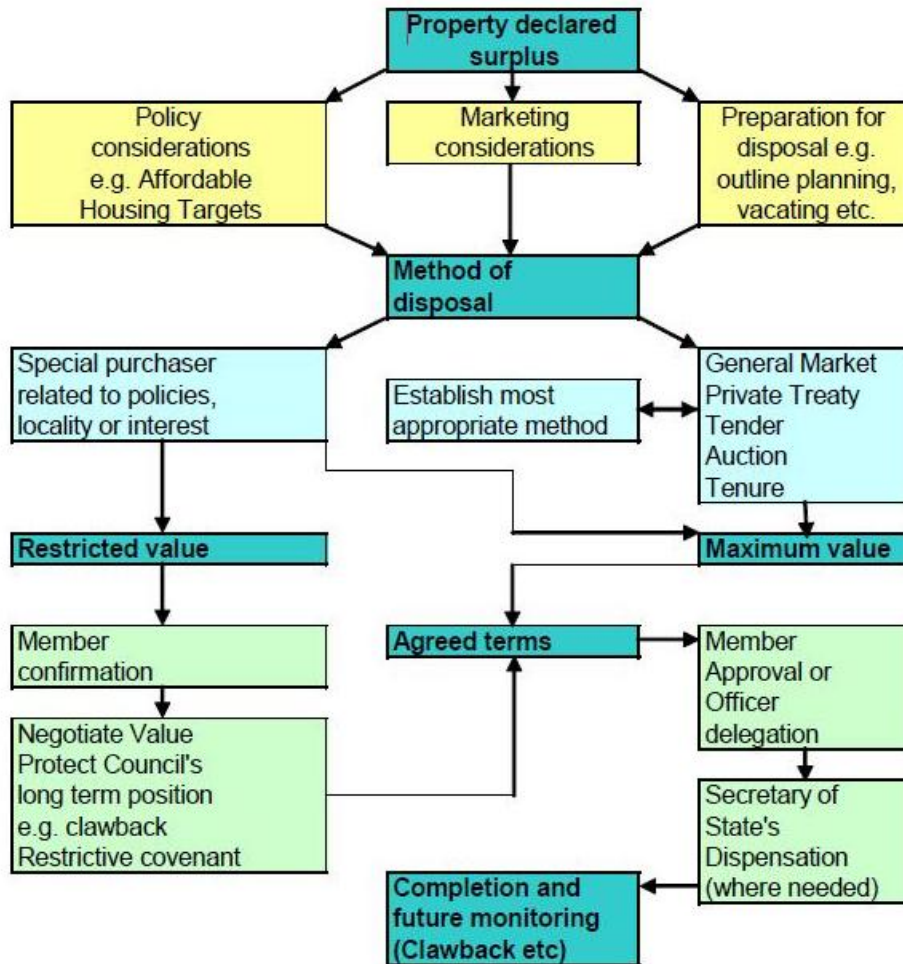 Property declared
surplus
Policy
considerations
e.g. Affordable
Housing Targets
Marketing
considerations
Preparation for
disposal e.g.
outline planning,
vacating etc.
Method of
disposal
Special purchaser
related to policies,
locality or interest
Establish most
appropriate method
General Market
Private Treaty
Tender
Auction
Tenure
Restricted value
Maximum value
Member
confirmation
Agreed terms
Member
Approval or
Officer
delegation
Negotiate Value
Protect Council's
long term position
e.g. clawback
Restrictive covenant
Secretary of
State's
Dispensation
(where needed)
Completion and
future monitoring
(Clawback etc)